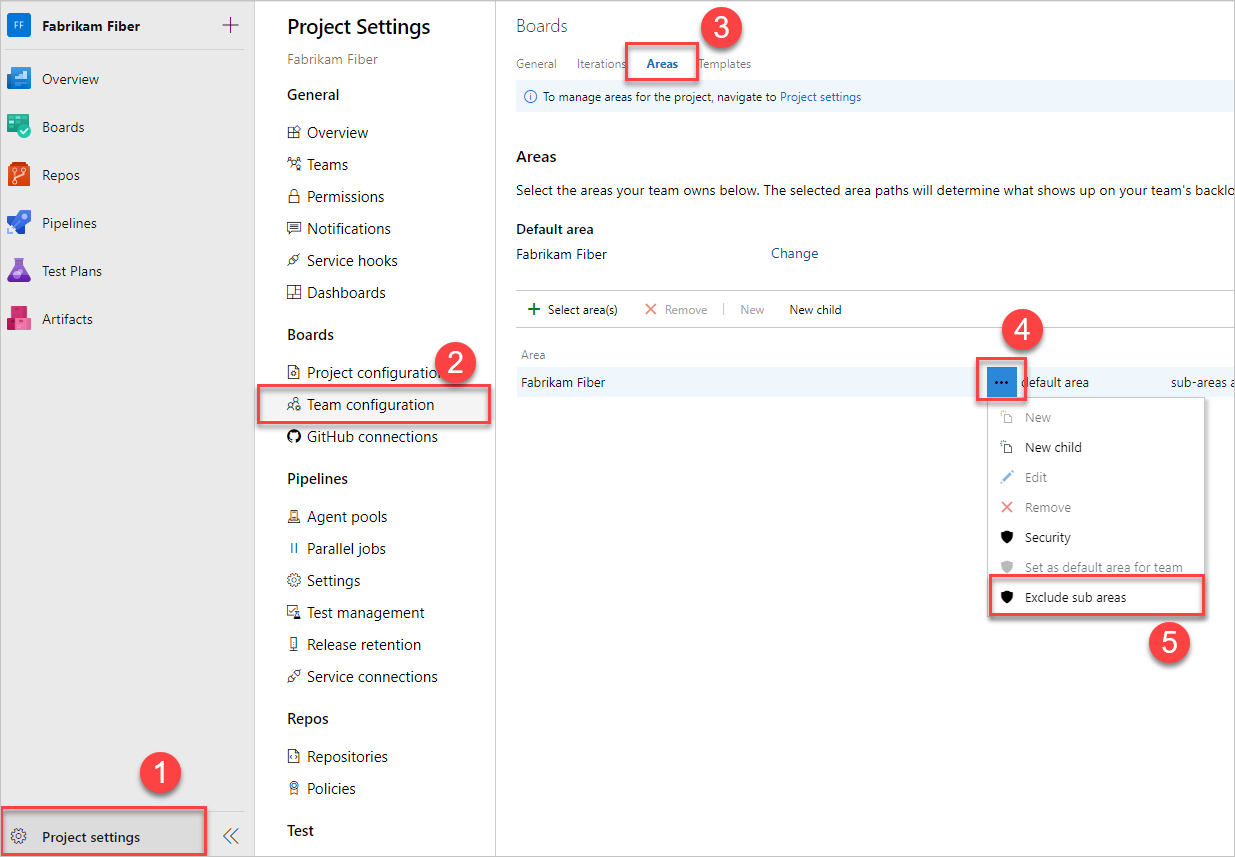 FF Fabrikam Fiber
Overview
Boards
Repos
Pipelines
Test Plans
Artifacts
1
Project settings
Project Settings
Fabrikam Fiber
General
Overview
Teams
Permissions
Notifications
Service hooks
Dashboards
Boards
2
Project configuratio
Team configuration
GitHub connections
Pipelines
Agent pools
Parallel jobs
Settings
Test management
Release retention
Service connections
Repos
Repositories
Policies
Test
Boards
3
General Iterations Areas Templates
To manage areas for the project, navigate to Project settings
Areas
Select the areas your team owns below. The selected area paths will determine what shows up on your team's backlo
Default area
Fabrikam Fiber Change
Select area(s) Remove New New child
4
Area
Fabrikam Fiber default area sub-areas a
New
New child
Edit
Remove
Security
Set as default area for team
Exclude sub areas
5